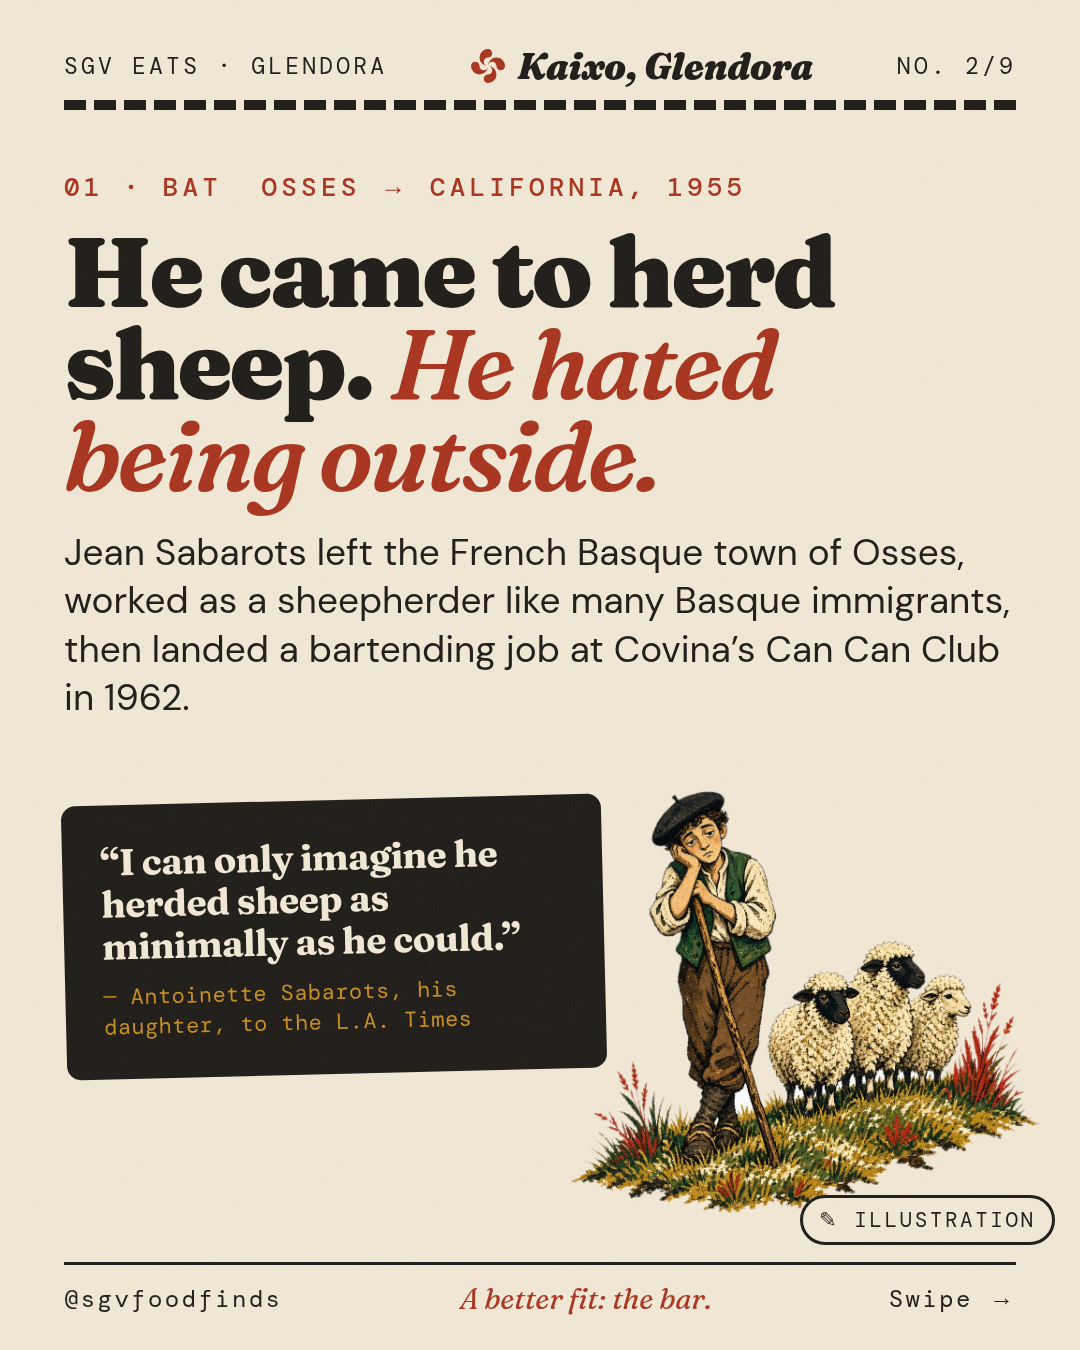 SGV EATS · GLENDORA
Kaixo, Glendora
NO. 2/9
01 · BAT OSSES → CALIFORNIA, 1955
He came to herd
sheep. He hated
being outside.
Jean Sabarots left the French Basque town of Osses,
worked as a sheepherder like many Basque immigrants,
then landed a bartending job at Covina’s Can Can Club
in 1962.
“I can only imagine he
herded sheep as
minimally as he could.”
— Antoinette Sabarots, his
daughter, to the L.A. Times
✎ ILLUSTRATION
@sgvfoodfinds
A better fit: the bar.
Swipe →